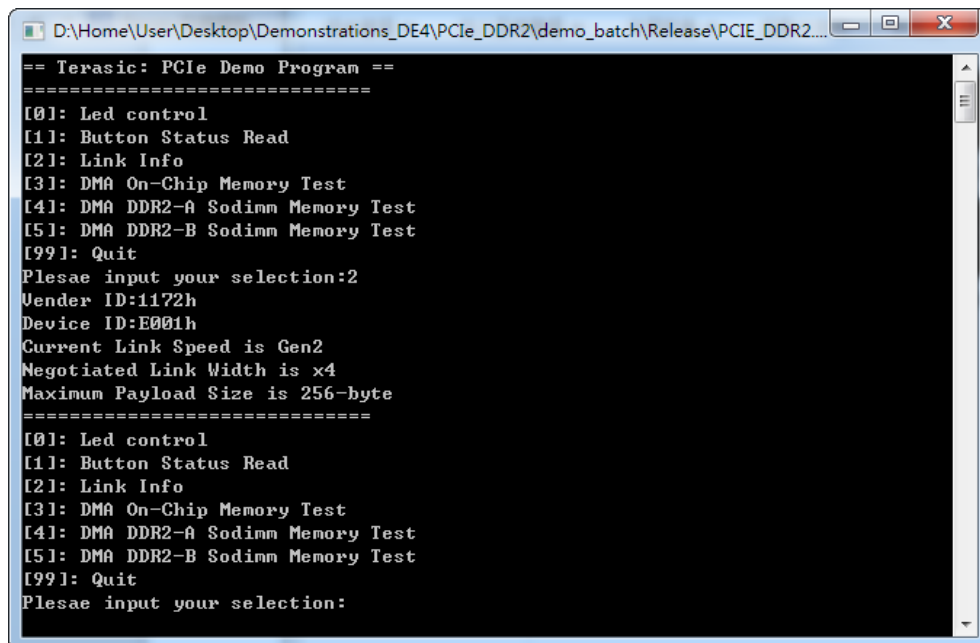 D:\Home\User\Desktop\Demonstrations_DE4\PCIe_DDR2\demo_batch\Release\PCIE_DDR2....
== Terasic: PCIe Demo Program ==
==============================
[0]: Led control
[1]: Button Status Read
[2]: Link Info
[3]: DMA On-Chip Memory Test
[4]: DMA DDR2-A Sodimm Memory Test
[5]: DMA DDR2-B Sodimm Memory Test
[99]: Quit
Plesae input your selection:2
Vender ID:1172h
Device ID:E001h
Current Link Speed is Gen2
Negotiated Link Width is x4
Maximum Payload Size is 256-byte
==============================
[0]: Led control
[1]: Button Status Read
[2]: Link Info
[3]: DMA On-Chip Memory Test
[4]: DMA DDR2-A Sodimm Memory Test
[5]: DMA DDR2-B Sodimm Memory Test
[99]: Quit
Plesae input your selection: